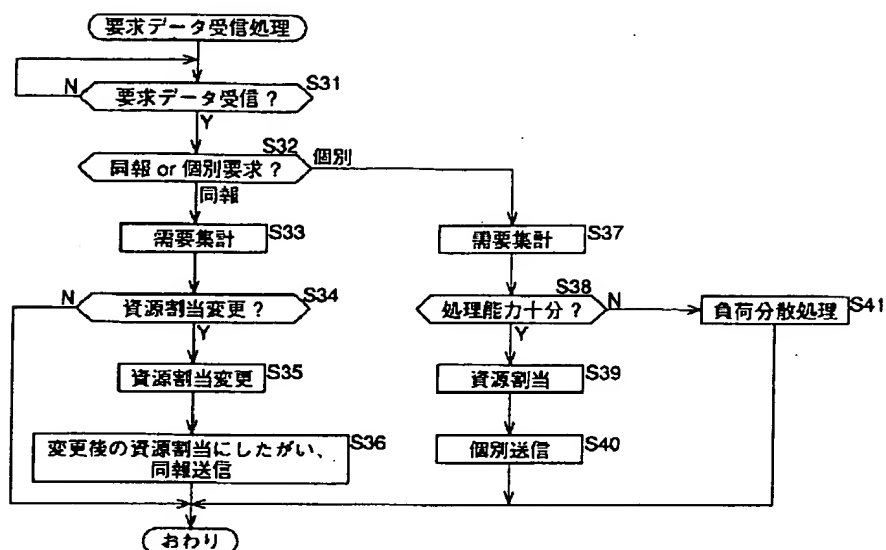 要求データ受信処理
N
要求データ受信？
S31
Y
同報 or 個別要求？
S32
個別
同報
需要集計
S33
需要集計
S37
N
資源割当変更？
S34
処理能力十分？
S38
N
負荷分散処理
S41
Y
Y
資源割当変更
S35
資源割当
S39
変更後の資源割当にしたがい、
同報送信
S36
個別送信
S40
おわり